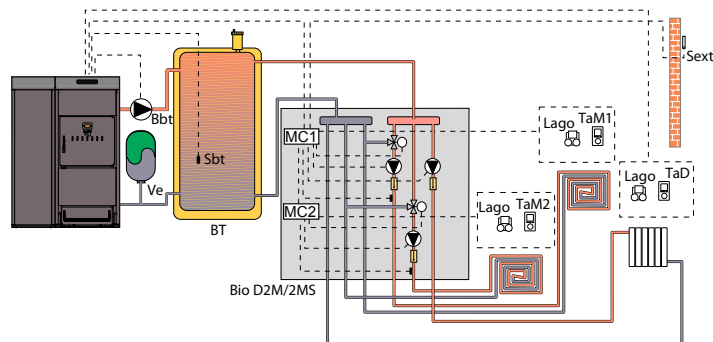 Sext
Lago TaM1
Bbt
MC1
Sbt
Lago TaD
Ve
Lago TaM2
MC2
BT
Bio D2M/2MS